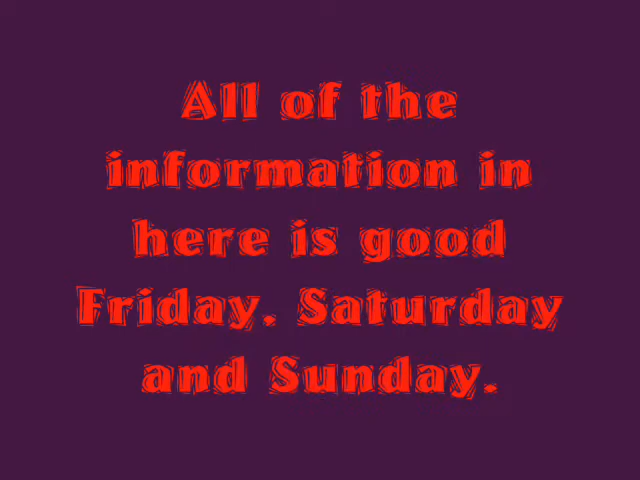 All of the
information in
here is good
Friday. Saturday
and Sunday.